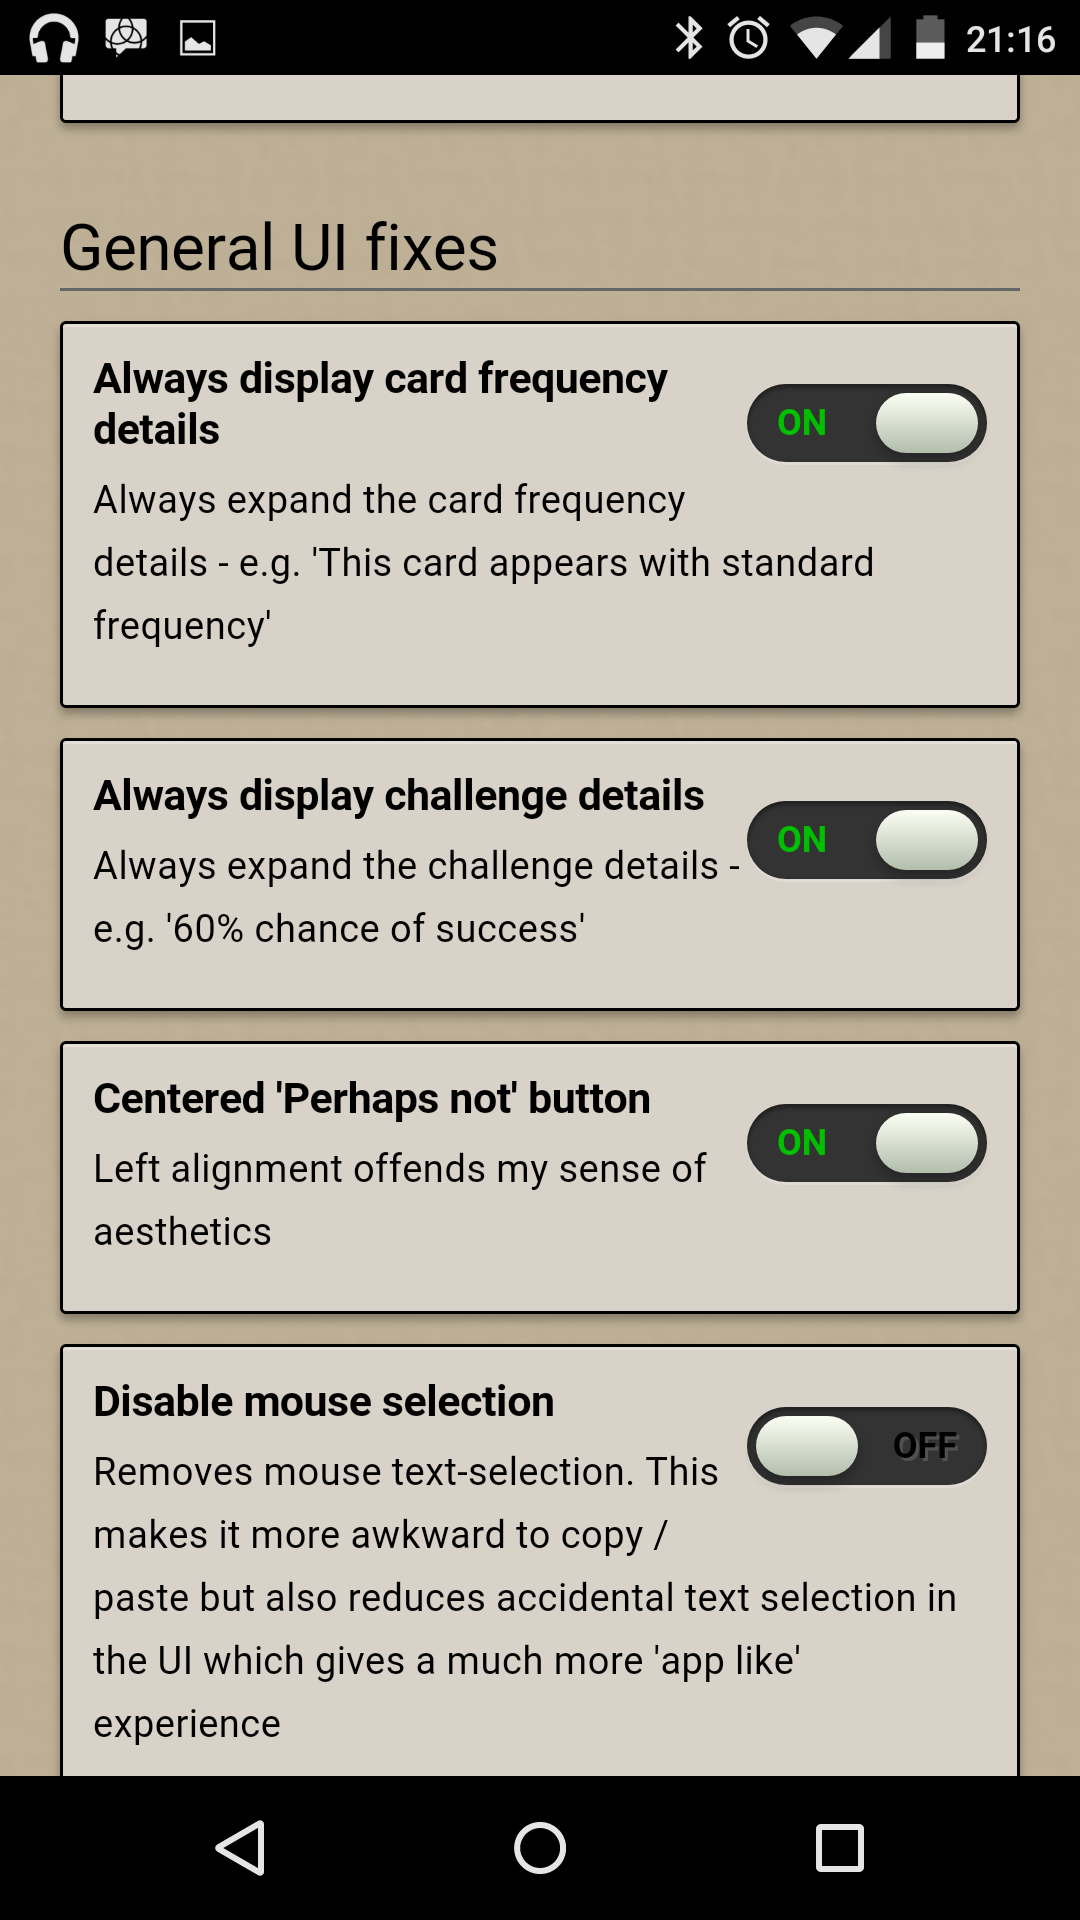 21:16
General UI fixes
Always display card frequency
details
ON
Always expand the card frequency
details - e.g. 'This card appears with standard
frequency'
Always display challenge details
ON
Always expand the challenge details -
e.g. '60% chance of success'
Centered 'Perhaps not' button
ON
Left alignment offends my sense of
aesthetics
Disable mouse selection
OFF
Removes mouse text-selection. This
makes it more awkward to copy /
paste but also reduces accidental text selection in
the UI which gives a much more 'app like'
experience